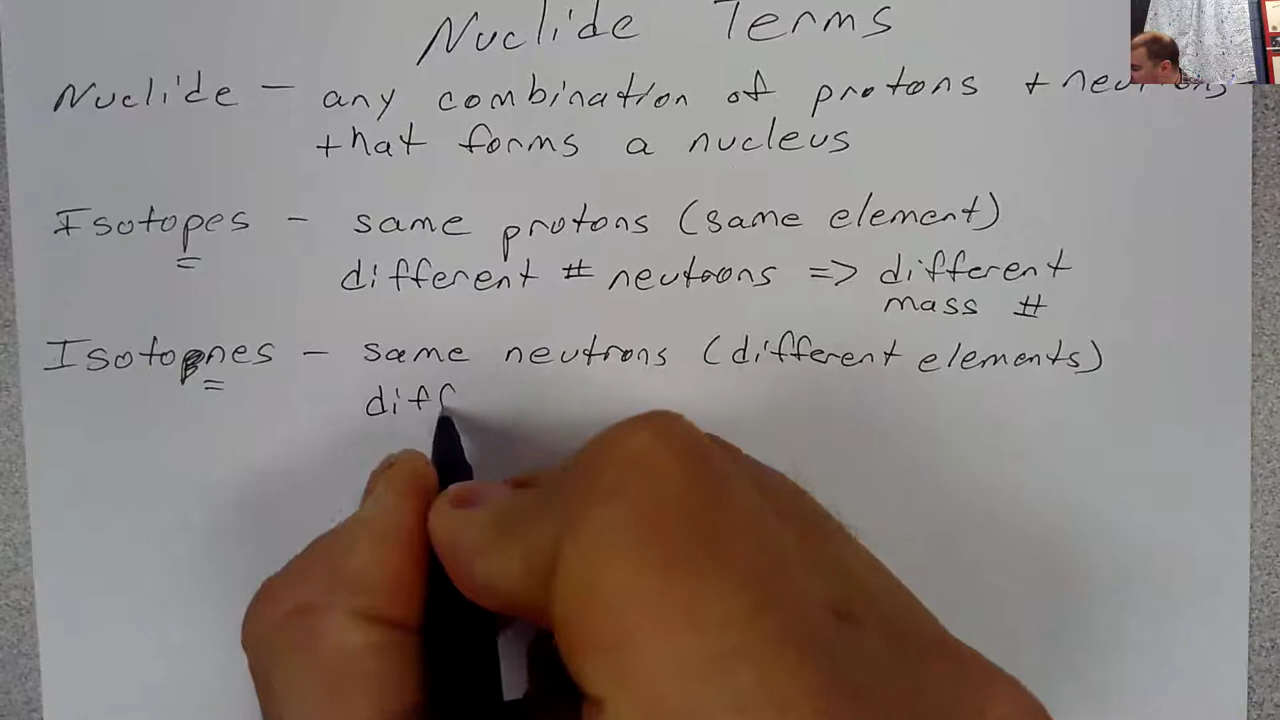 Nuclide Terms
Nuclide - any combination of protons + neutrons
that forms a nucleus
Isotopes - same protons (same element)
different # neutrons => different
mass #
Isotones - same neutrons (different elements)
diff